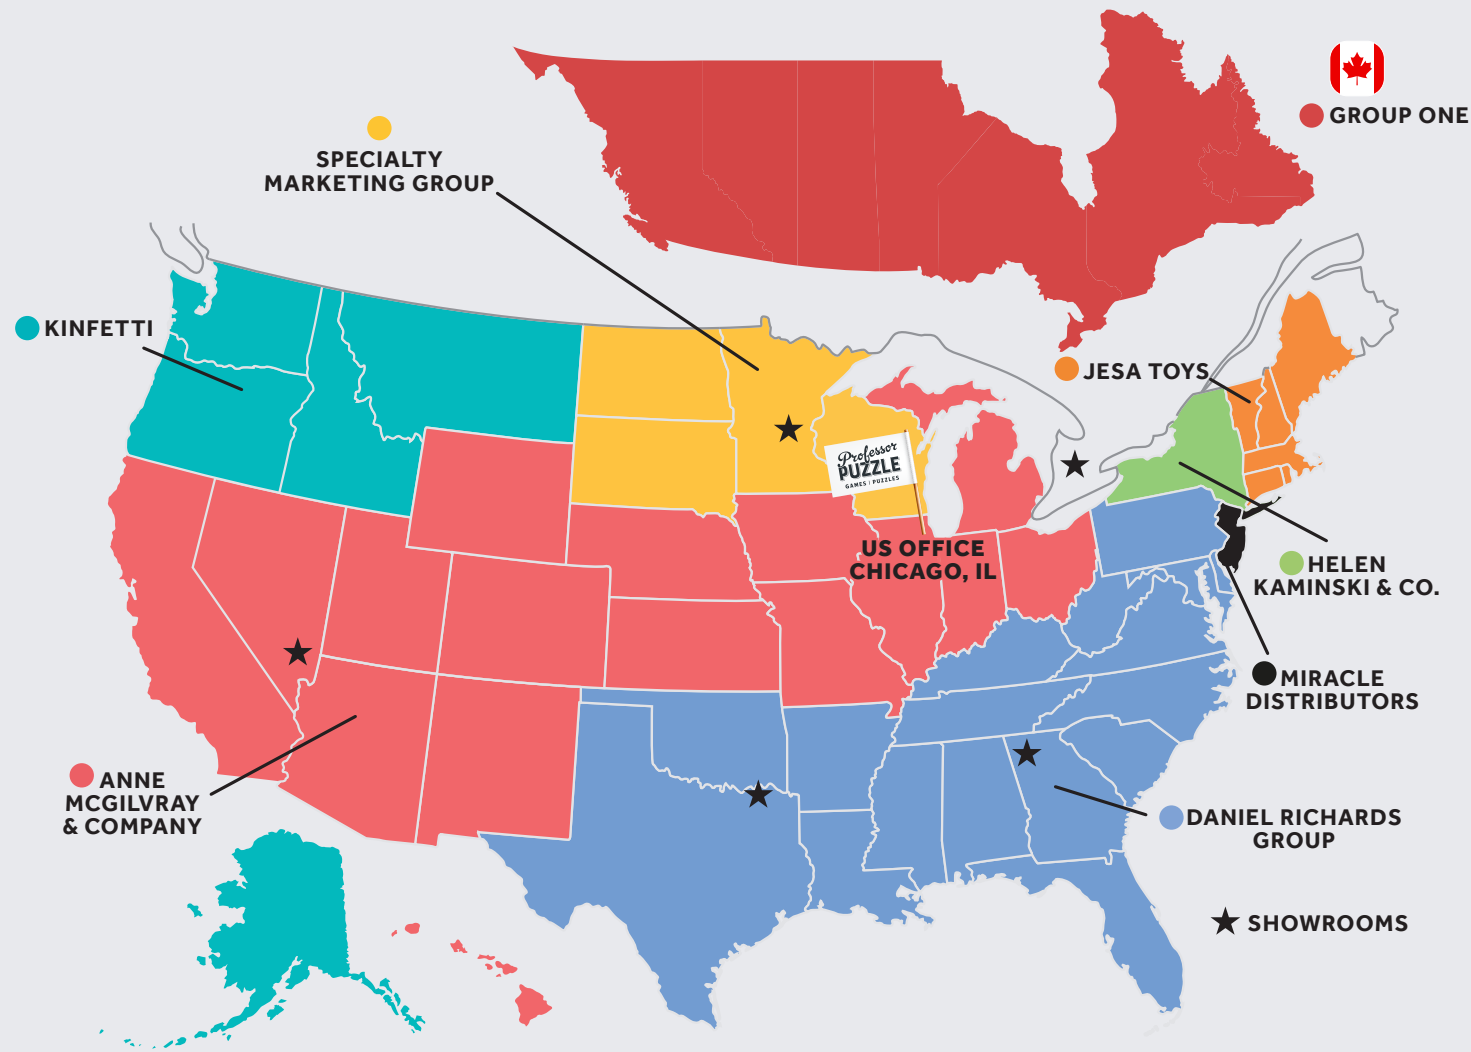 GROUP ONE
SPECIALTY
MARKETING GROUP
KINFETTI
JESA TOYS
Professor
PUZZLE
GAMES / PUZZLES
US OFFICE
CHICAGO, IL
HELEN
KAMINSKI & CO.
MIRACLE
DISTRIBUTORS
ANNE
MCGILVRAY
& COMPANY
DANIEL RICHARDS
GROUP
SHOWROOMS